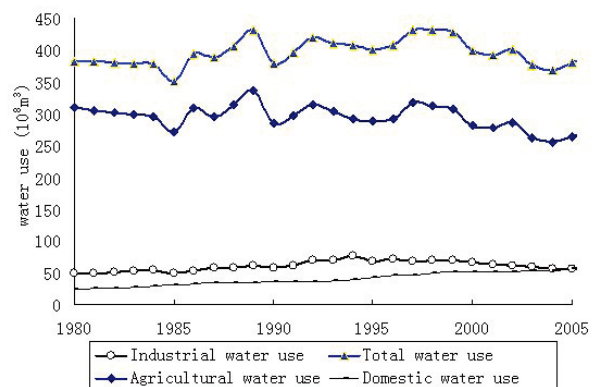 450
400
350
300
250
200
150
100
50
0
water use (10⁸m³)
1980 1985 1990 1995 2000 2005
Industrial water use Total water use
Agricultural water use Domestic water use